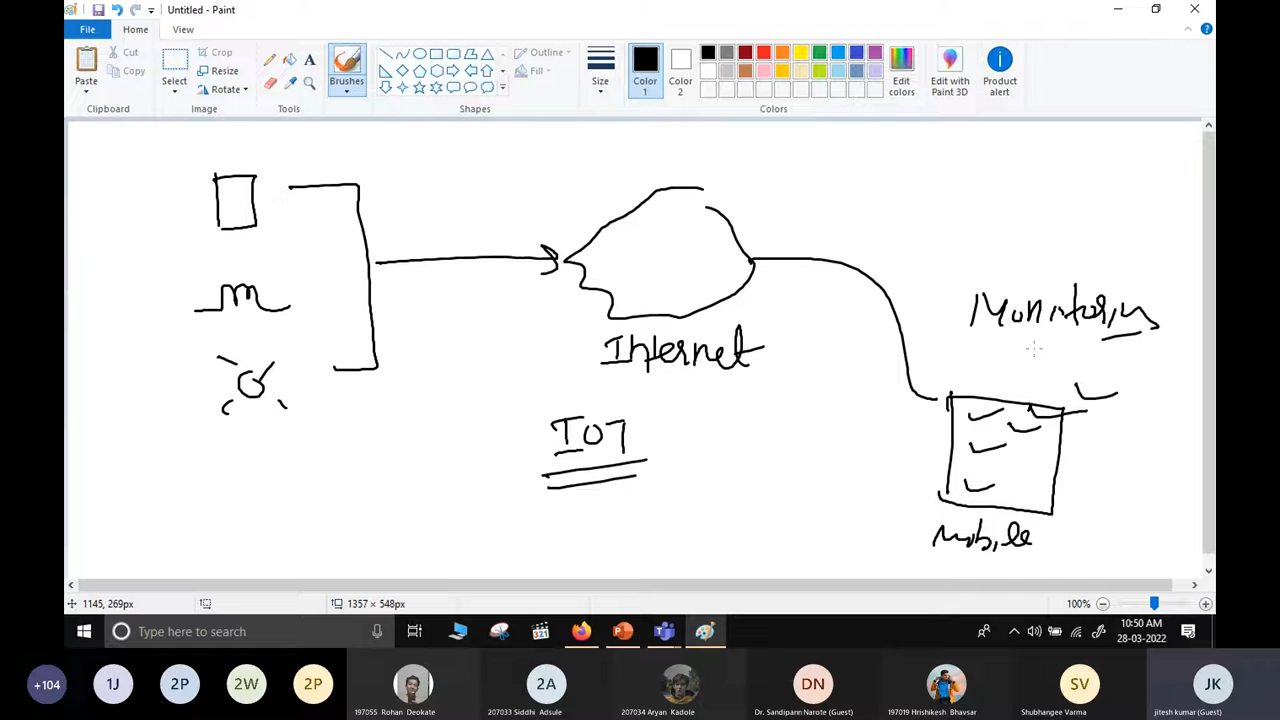 Untitled - Paint
File Home View
Paste
Cut
Copy
Clipboard
Select
Crop
Resize
Rotate
Image
Tools
Brushes
Shapes
Outline
Fill
Size
Color 1
Color 2
Colors
Edit colors
Edit with Paint 3D
Product alert
Monitoring
Internet
IOT
Mobile
1145, 269px
1357 × 548px
100%
Type here to search
10:50 AM
28-03-2022
+104
1J
2P
2W
2P
197055 Rohan Deokate
2A
207033 Siddhi Adsule
207034 Aryan Kadole
DN
Dr. Sandipann Narote (Guest)
197019 Hrishikesh Bhavsar
SV
Shubhangee Varma
JK
jitesh kumar (Guest)